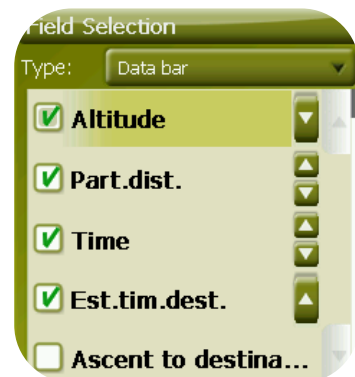 Field Selection
Type: Data bar
Altitude
Part.dist.
Time
Est.tim.dest.
Ascent to destina...